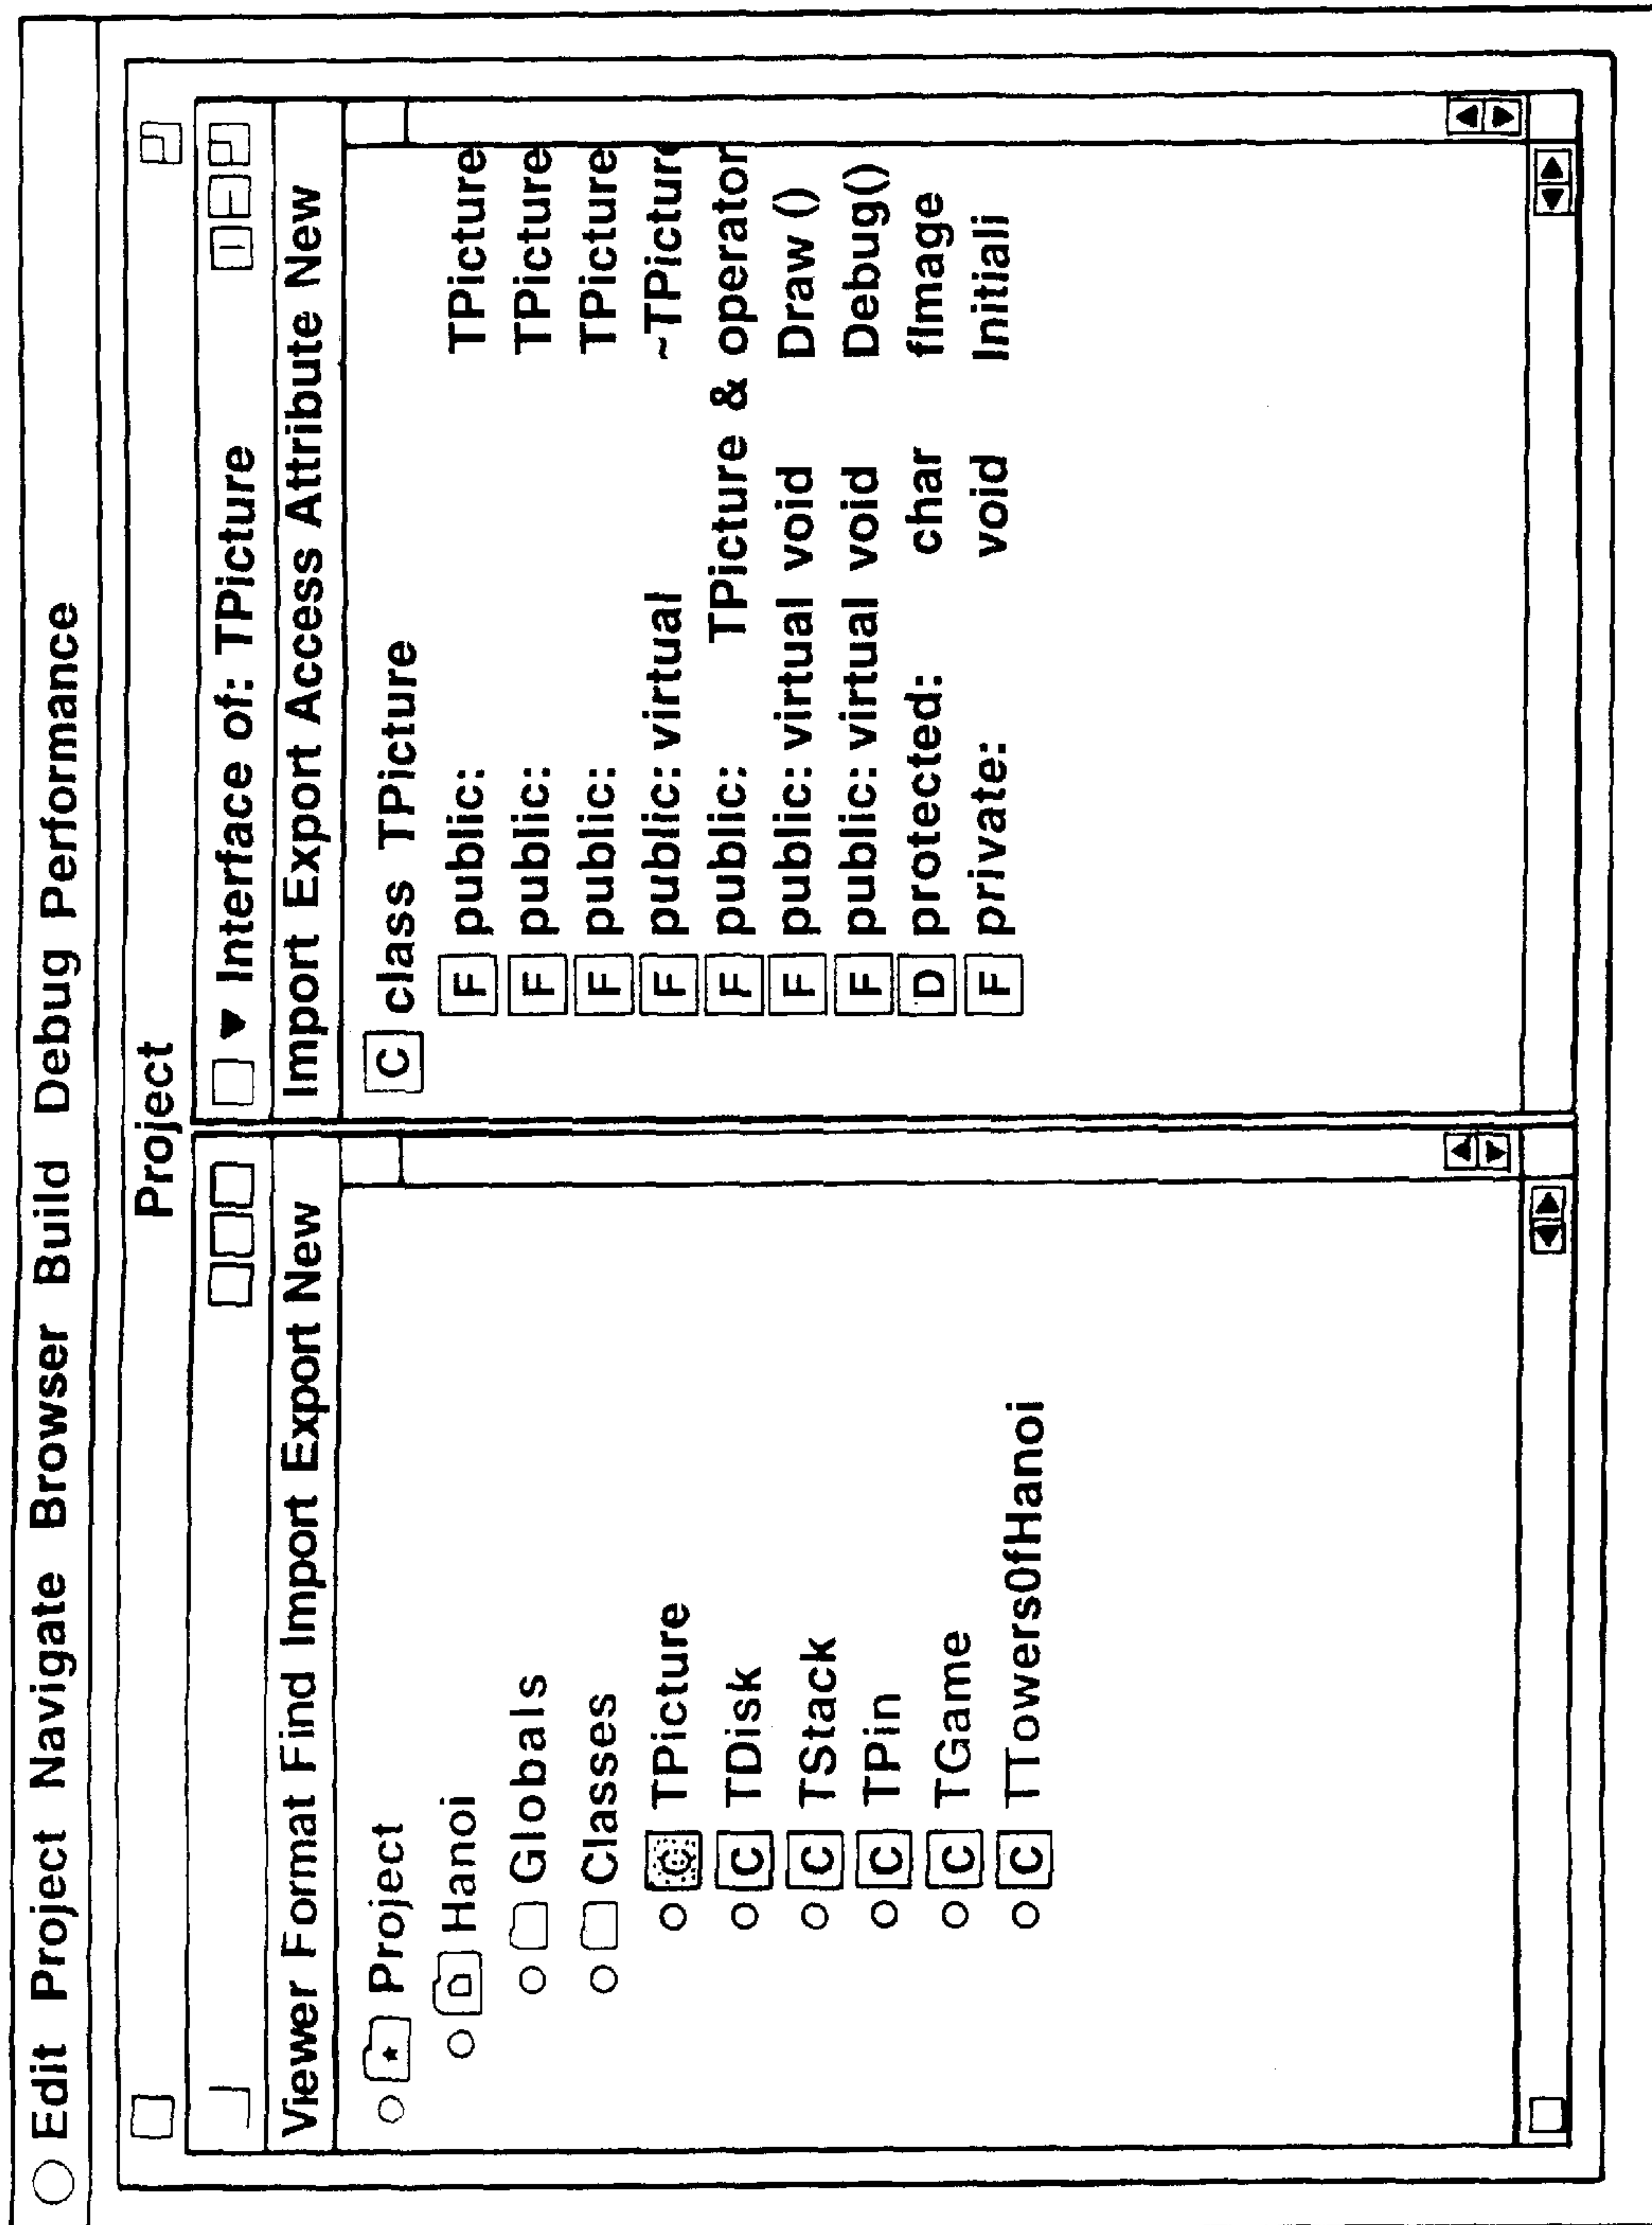 Edit Project Navigate Browser Build Debug Performance
Project
Viewer Format Find Import Export New
Project
Hanoi
Globals
Classes
C TPicture
C TDisk
C TStack
C TPin
C TGame
C TTowers0fHanoi
Interface of: TPicture
Import Export Access Attribute New
C class TPicture
F public: TPicture
F public: TPicture
F public: TPicture
F public: virtual ~TPicture
F public: TPicture & operator
F public: virtual void Draw ()
F public: virtual void Debug()
D protected: char fImage
F private: void Initiali